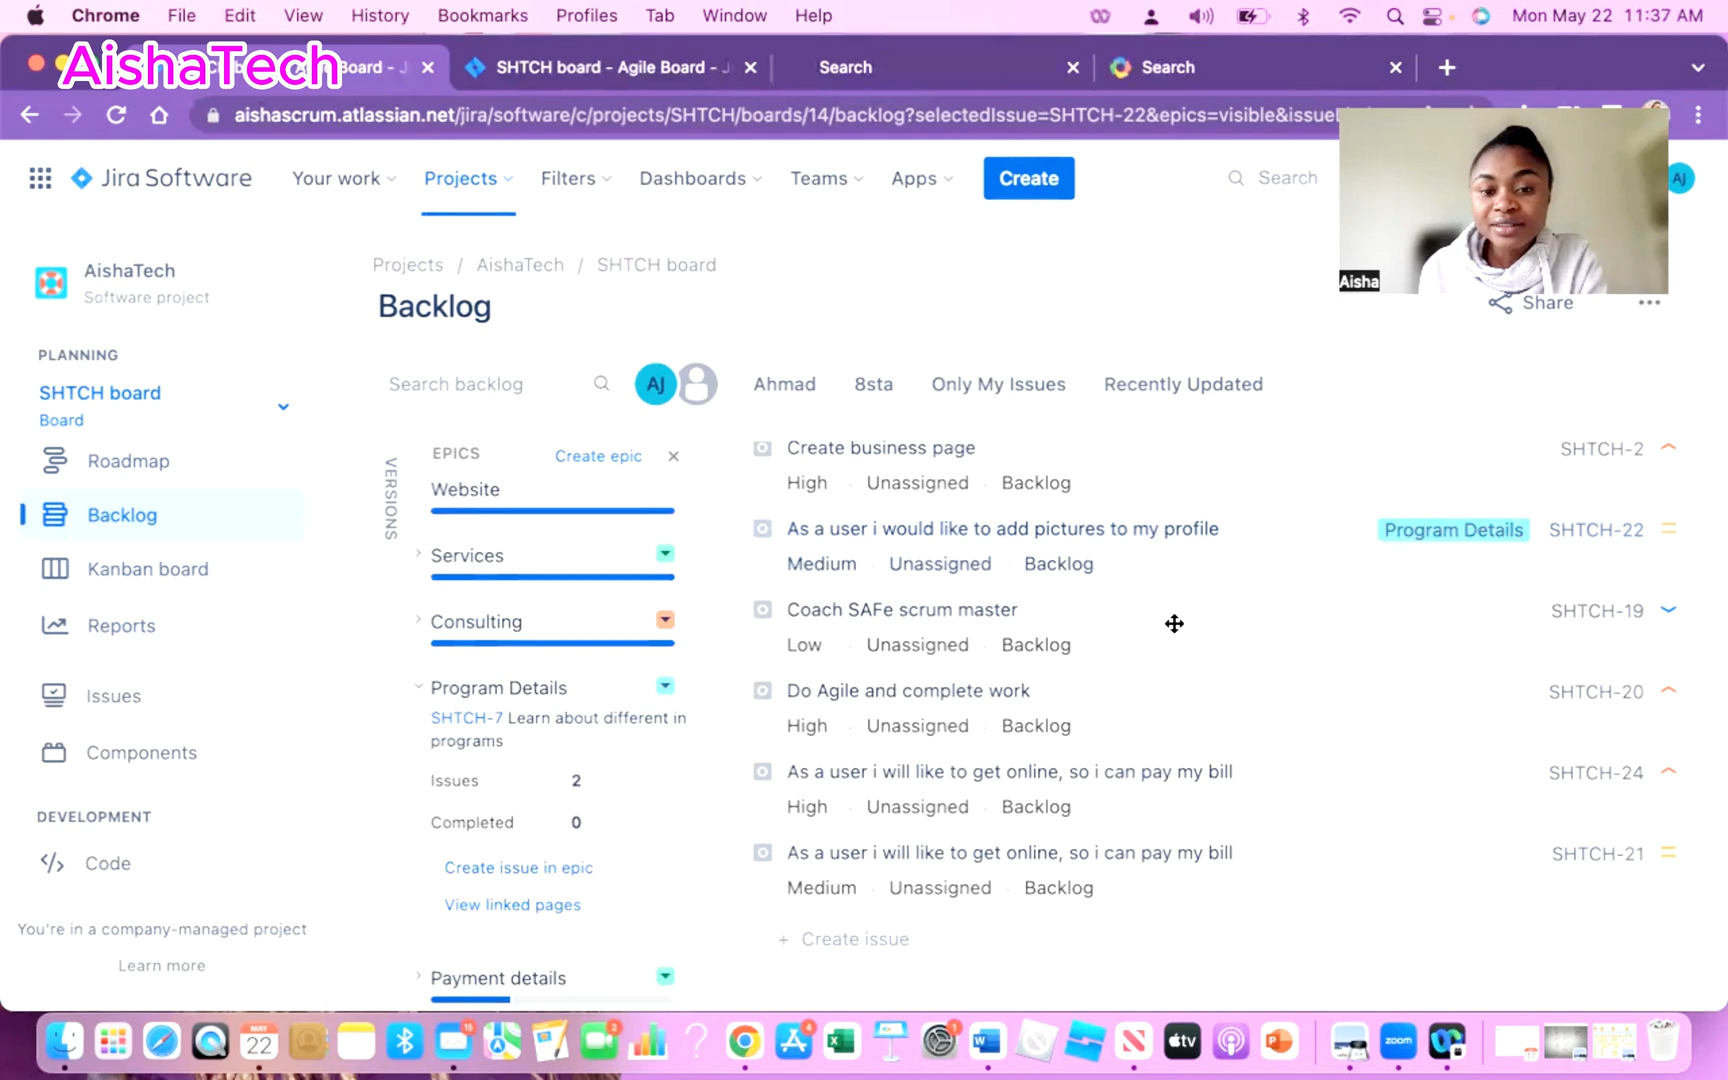 Chrome File Edit View History Bookmarks Profiles Tab Window Help Mon May 22 11:37 AM
AishaTech
Board - J
SHTCH board - Agile Board - J
Search
Search
aishascrum.atlassian.net/jira/software/c/projects/SHTCH/boards/14/backlog?selectedIssue=SHTCH-22&epics=visible&issue
Jira Software Your work Projects Filters Dashboards Teams Apps Create Search AJ
Aisha
AishaTech
Software project
Projects / AishaTech / SHTCH board
Backlog
Share
PLANNING
SHTCH board
Board
Roadmap
Backlog
Kanban board
Reports
Issues
Components
DEVELOPMENT
Code
You're in a company-managed project
Learn more
Search backlog AJ Ahmad 8sta Only My Issues Recently Updated
VERSIONS
EPICS Create epic
Website
Services
Consulting
Program Details
SHTCH-7 Learn about different in
programs
Issues 2
Completed 0
Create issue in epic
View linked pages
Payment details
Create business page SHTCH-2
High Unassigned Backlog
As a user i would like to add pictures to my profile Program Details SHTCH-22
Medium Unassigned Backlog
Coach SAFe scrum master SHTCH-19
Low Unassigned Backlog
Do Agile and complete work SHTCH-20
High Unassigned Backlog
As a user i will like to get online, so i can pay my bill SHTCH-24
High Unassigned Backlog
As a user i will like to get online, so i can pay my bill SHTCH-21
Medium Unassigned Backlog
+ Create issue
MAY
22
15
2
4
1
tv
zoom